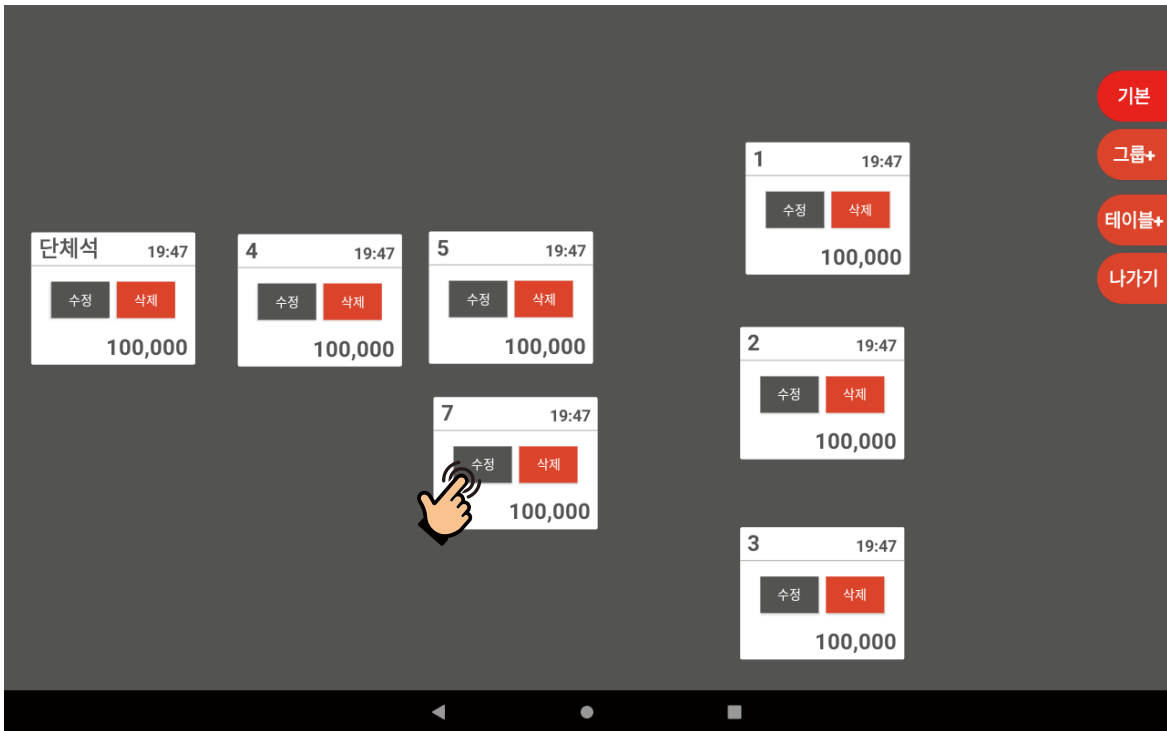 기본
그룹+
테이블+
나가기
단체석 19:47
수정 삭제
100,000
4 19:47
수정 삭제
100,000
5 19:47
수정 삭제
100,000
7 19:47
수정 삭제
100,000
1 19:47
수정 삭제
100,000
2 19:47
수정 삭제
100,000
3 19:47
수정 삭제
100,000